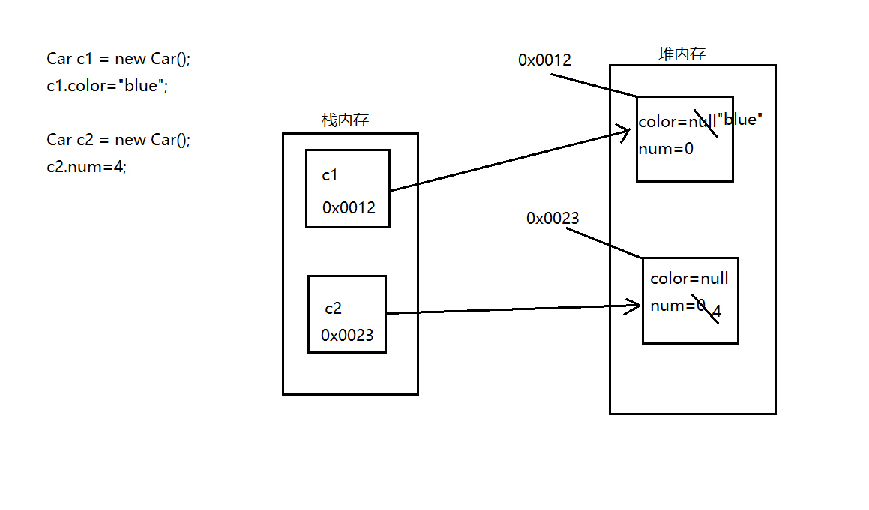 Car c1 = new Car();
c1.color="blue";
Car c2 = new Car();
c2.num=4;
栈内存
c1
0x0012
c2
0x0023
0x0012
堆内存
color=null "blue"
num=0
0x0023
color=null
num=0 4